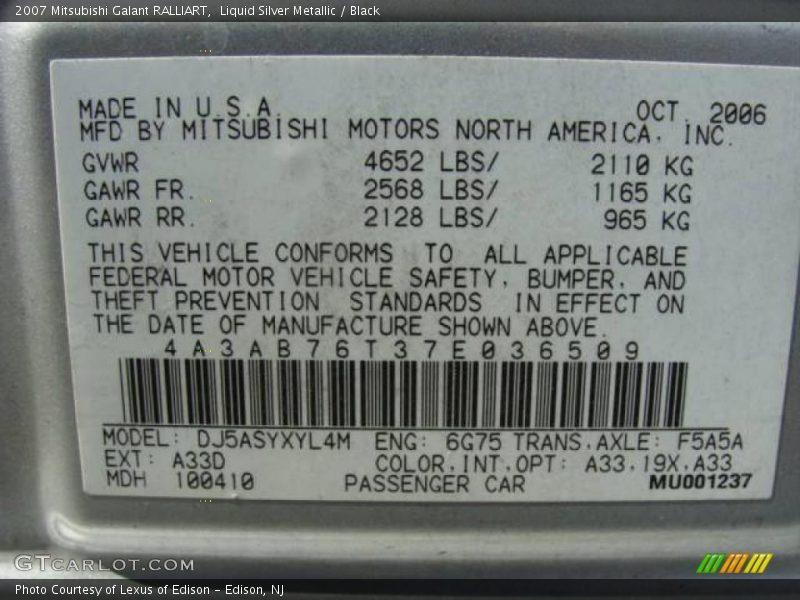 2007 Mitsubishi Galant RALLIART,  Liquid Silver Metallic / Black
MADE IN U.S.A. OCT. 2006
MFD BY MITSUBISHI MOTORS NORTH AMERICA, INC.
GVWR 4652 LBS/ 2110 KG
GAWR FR. 2568 LBS/ 1165 KG
GAWR RR. 2128 LBS/ 965 KG
THIS VEHICLE CONFORMS TO ALL APPLICABLE
FEDERAL MOTOR VEHICLE SAFETY, BUMPER, AND
THEFT PREVENTION STANDARDS IN EFFECT ON
THE DATE OF MANUFACTURE SHOWN ABOVE.
4A3AB76T37E036509
MODEL: DJ5ASYXYL4M ENG: 6G75 TRANS.AXLE: F5A5A
EXT: A33D COLOR.INT.OPT: A33.19X.A33
MDH 100410 PASSENGER CAR MU001237
GTCARLOT.COM
Photo Courtesy of Lexus of Edison - Edison, NJ